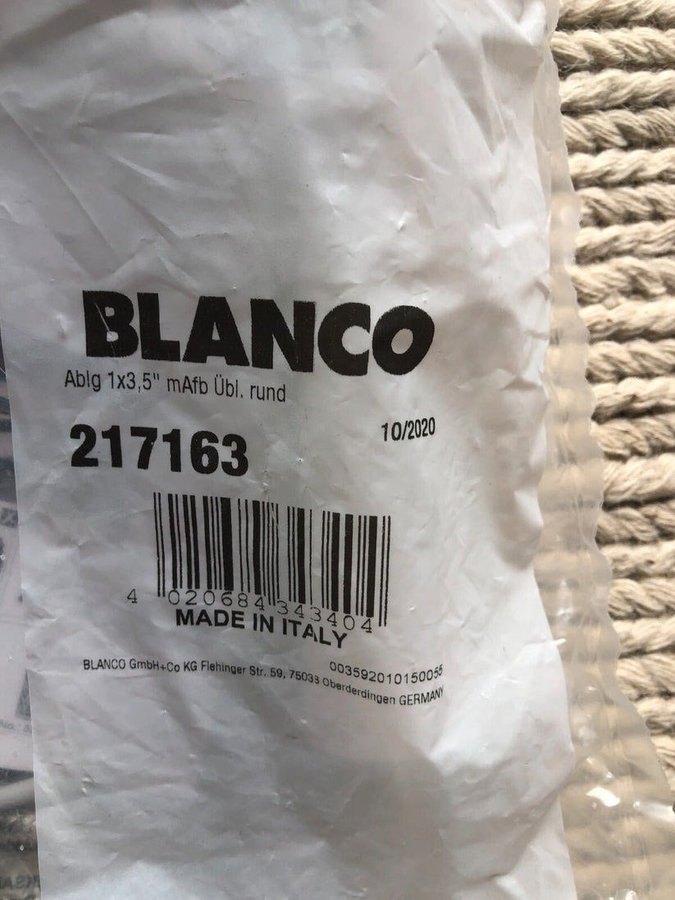 BLANCO
Ablg 1x3,5" mAfb Übl. rund
217163
10/2020
4 020684 343404
MADE IN ITALY
003592010150055
BLANCO GmbH+Co KG Flehinger Str. 59, 75038 Oberderdingen GERMANY